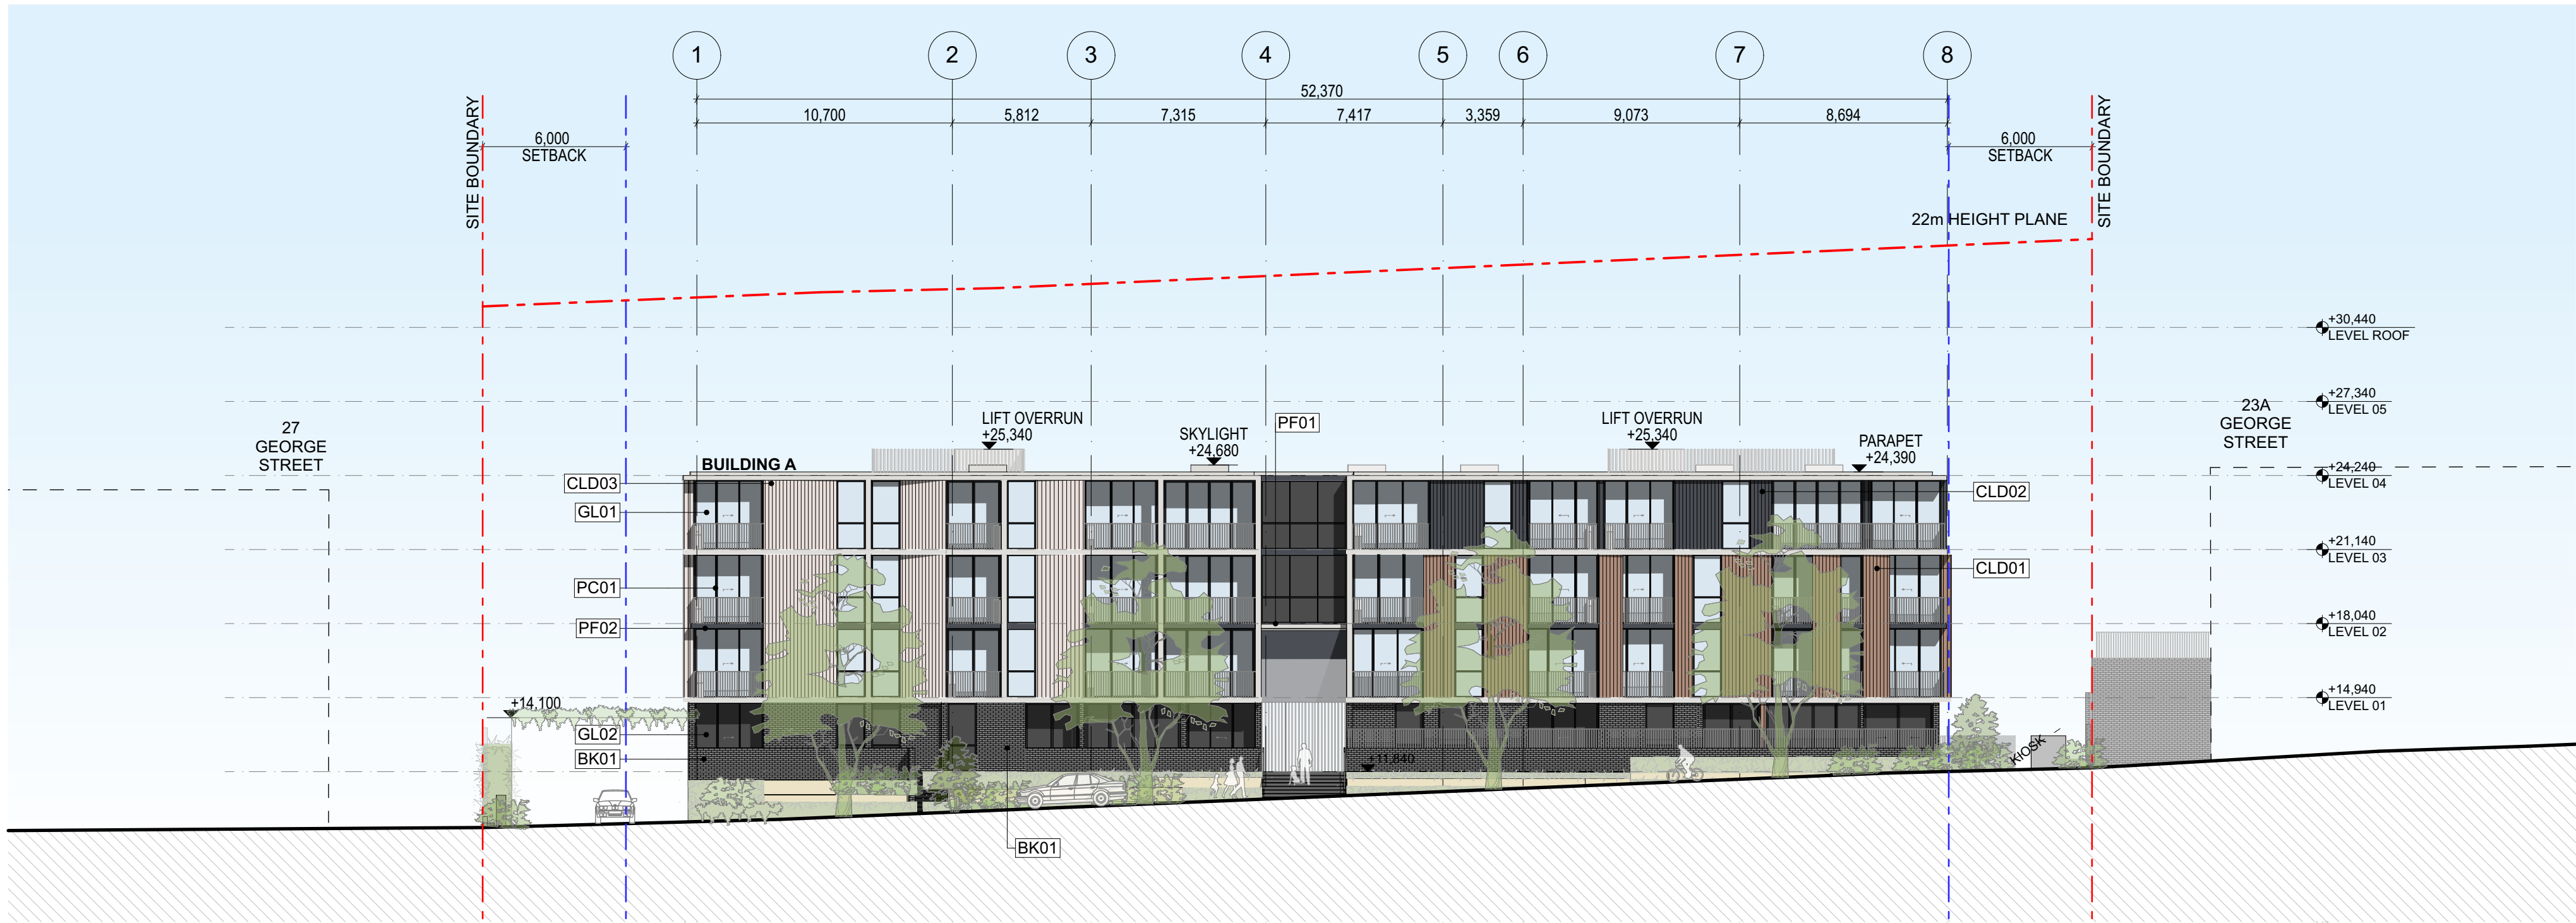 1
2
3
4
5
6
7
8
52,370
10,700
5,812
7,315
7,417
3,359
9,073
8,694
SITE BOUNDARY
6,000
SETBACK
6,000
SETBACK
SITE BOUNDARY
22m HEIGHT PLANE
+30,440
LEVEL ROOF
+27,340
LEVEL 05
27
GEORGE
STREET
23A
GEORGE
STREET
LIFT OVERRUN
+25,340
SKYLIGHT
+24,680
PF01
LIFT OVERRUN
+25,340
PARAPET
+24,390
BUILDING A
+24,240
LEVEL 04
CLD03
CLD02
GL01
+21,140
LEVEL 03
CLD01
PC01
PF02
+18,040
LEVEL 02
+14,940
LEVEL 01
+14,100
GL02
BK01
+11,840
KIOSK
BK01